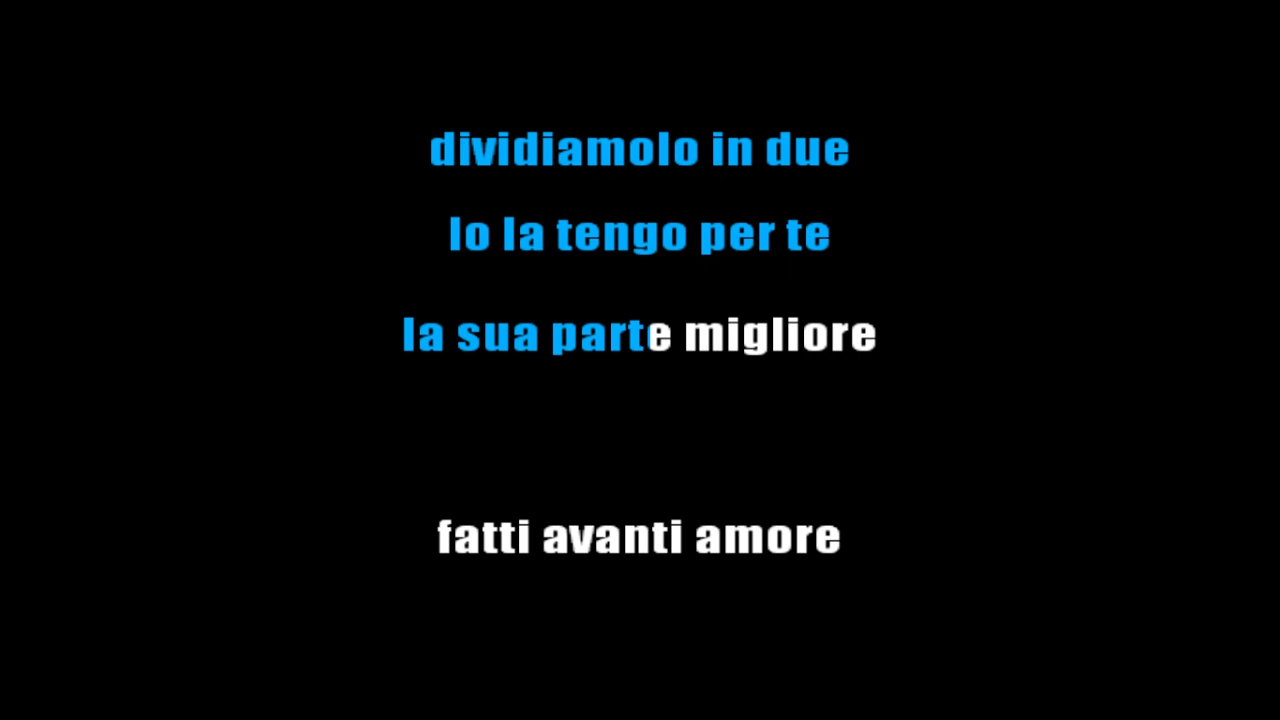 dividiamolo in due
Io la tengo per te
la sua parte migliore
fatti avanti amore